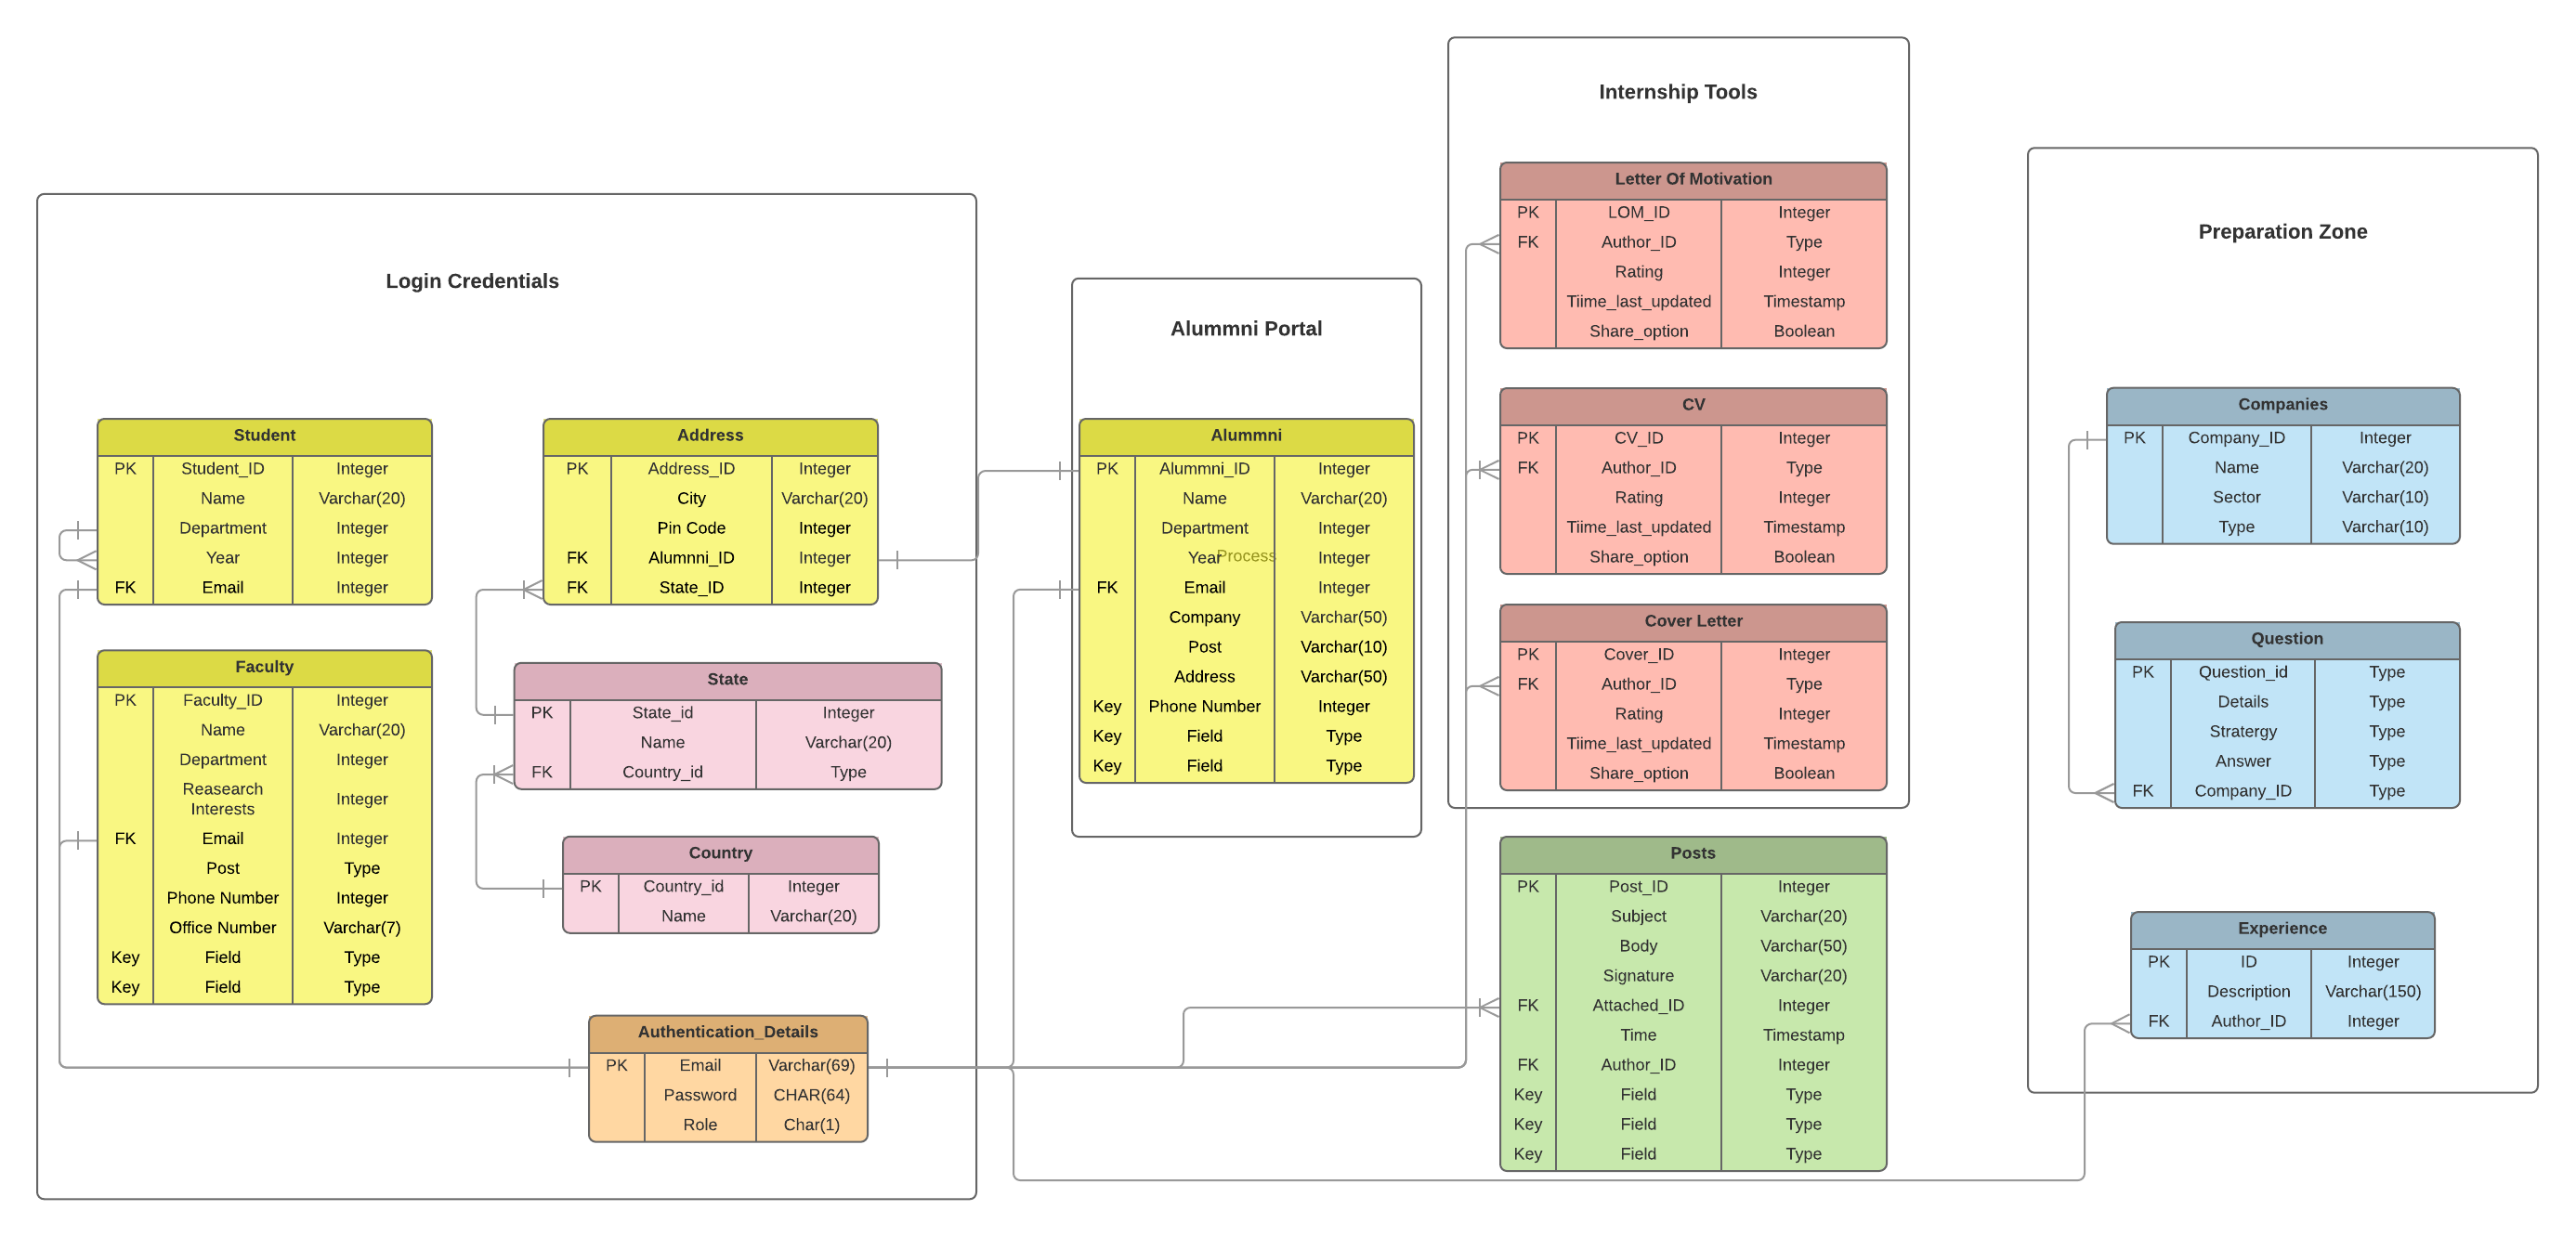 Login Credentials
Student
PK Student_ID Integer
Name Varchar(20)
Department Integer
Year Integer
FK Email Integer
Faculty
PK Faculty_ID Integer
Name Varchar(20)
Department Integer
Reasearch
Interests Integer
FK Email Integer
Post Type
Phone Number Integer
Office Number Varchar(7)
Key Field Type
Key Field Type
Address
PK Address_ID Integer
City Varchar(20)
Pin Code Integer
FK Alumnni_ID Integer
FK State_ID Integer
State
PK State_id Integer
Name Varchar(20)
FK Country_id Type
Country
PK Country_id Integer
Name Varchar(20)
Authentication_Details
PK Email Varchar(69)
Password CHAR(64)
Role Char(1)
Alummni Portal
Alummni
PK Alummni_ID Integer
Name Varchar(20)
Department Integer
Year Process Integer
FK Email Integer
Company Varchar(50)
Post Varchar(10)
Address Varchar(50)
Key Phone Number Integer
Key Field Type
Key Field Type
Internship Tools
Letter Of Motivation
PK LOM_ID Integer
FK Author_ID Type
Rating Integer
Tiime_last_updated Timestamp
Share_option Boolean
CV
PK CV_ID Integer
FK Author_ID Type
Rating Integer
Tiime_last_updated Timestamp
Share_option Boolean
Cover Letter
PK Cover_ID Integer
FK Author_ID Type
Rating Integer
Tiime_last_updated Timestamp
Share_option Boolean
Posts
PK Post_ID Integer
Subject Varchar(20)
Body Varchar(50)
Signature Varchar(20)
FK Attached_ID Integer
Time Timestamp
FK Author_ID Integer
Key Field Type
Key Field Type
Key Field Type
Preparation Zone
Companies
PK Company_ID Integer
Name Varchar(20)
Sector Varchar(10)
Type Varchar(10)
Question
PK Question_id Type
Details Type
Stratergy Type
Answer Type
FK Company_ID Type
Experience
PK ID Integer
Description Varchar(150)
FK Author_ID Integer